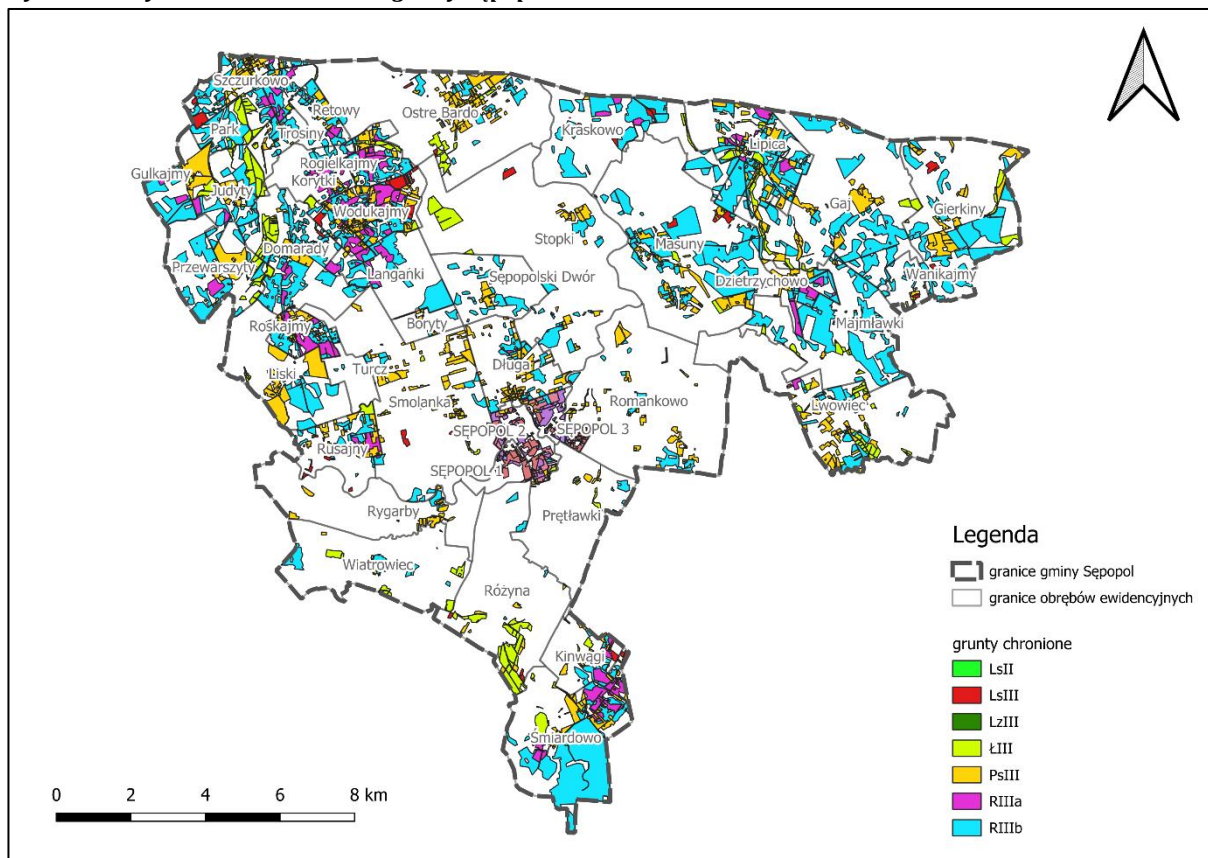 Szczurkowo
Ostre Bardo
Retowy
Park
Trosiny
Kraskowo
Lipica
Rogielkajmy
Gulkajmy
Korytki
Judyty
Wodukajmy
Gaj
Gierkiny
Stopki
Masuny
Domarady
Przewarszyty
Langanki
Sępopolski Dwór
Dzietrzychowo
Wanikajmy
Boryty
Roskajmy
Majmławki
Liski
Turcz
Długa
Smolanka
Romankowo
Lwowiec
SĘPOPOL 2
SĘPOPOL 3
Rusajny
SĘPOPOL 1
Rygarby
Prętławki
Wiatrowiec
Różyna
Kinwągi
Śmiardowo
Legenda
granice gminy Sępopol
granice obrębów ewidencyjnych
grunty chronione
LsII
LsIII
LzIII
ŁIII
PsIII
RIIIa
RIIIb
0 2 4 6 8 km